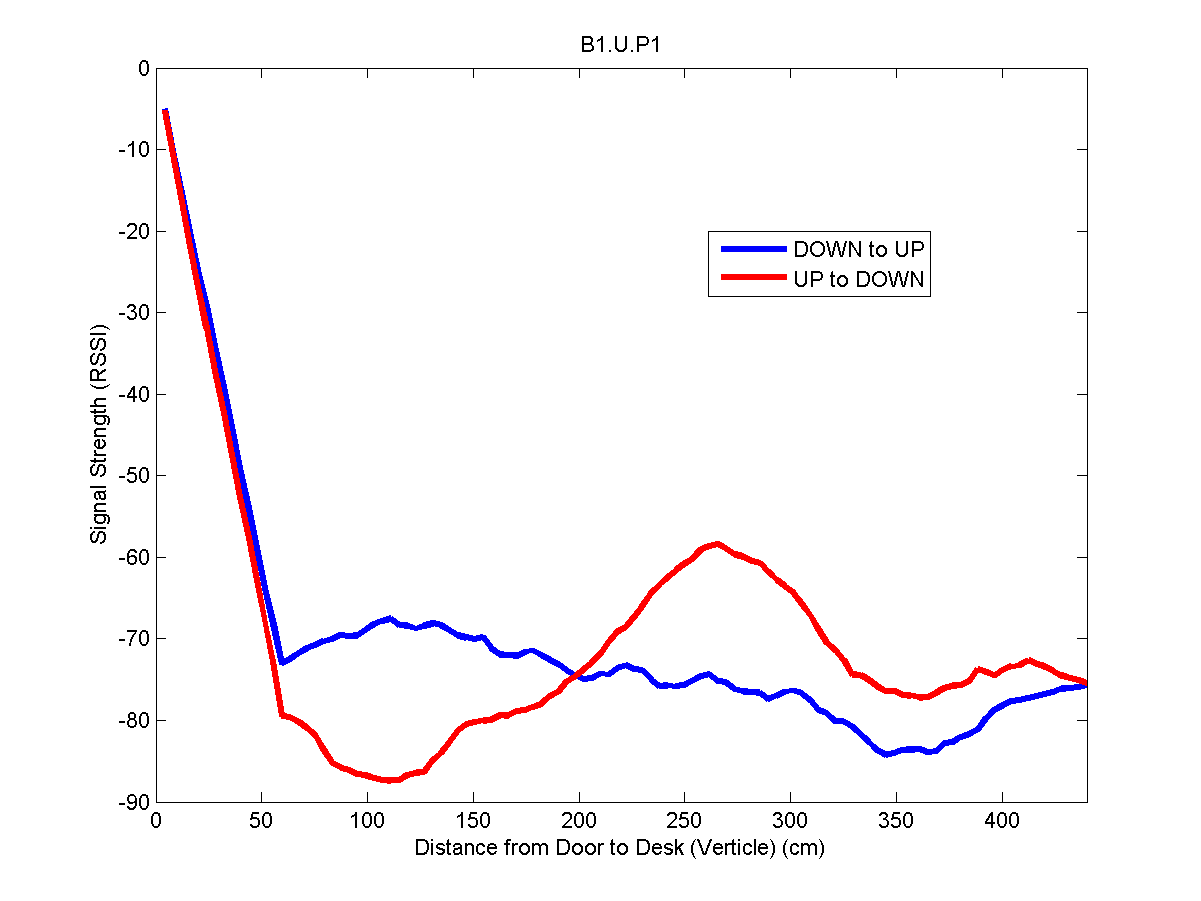 B1.U.P1
0
-10
-20
-30
-40
-50
-60
-70
-80
-90
Signal Strength (RSSI)
DOWN to UP
UP to DOWN
0 50 100 150 200 250 300 350 400
Distance from Door to Desk (Verticle) (cm)